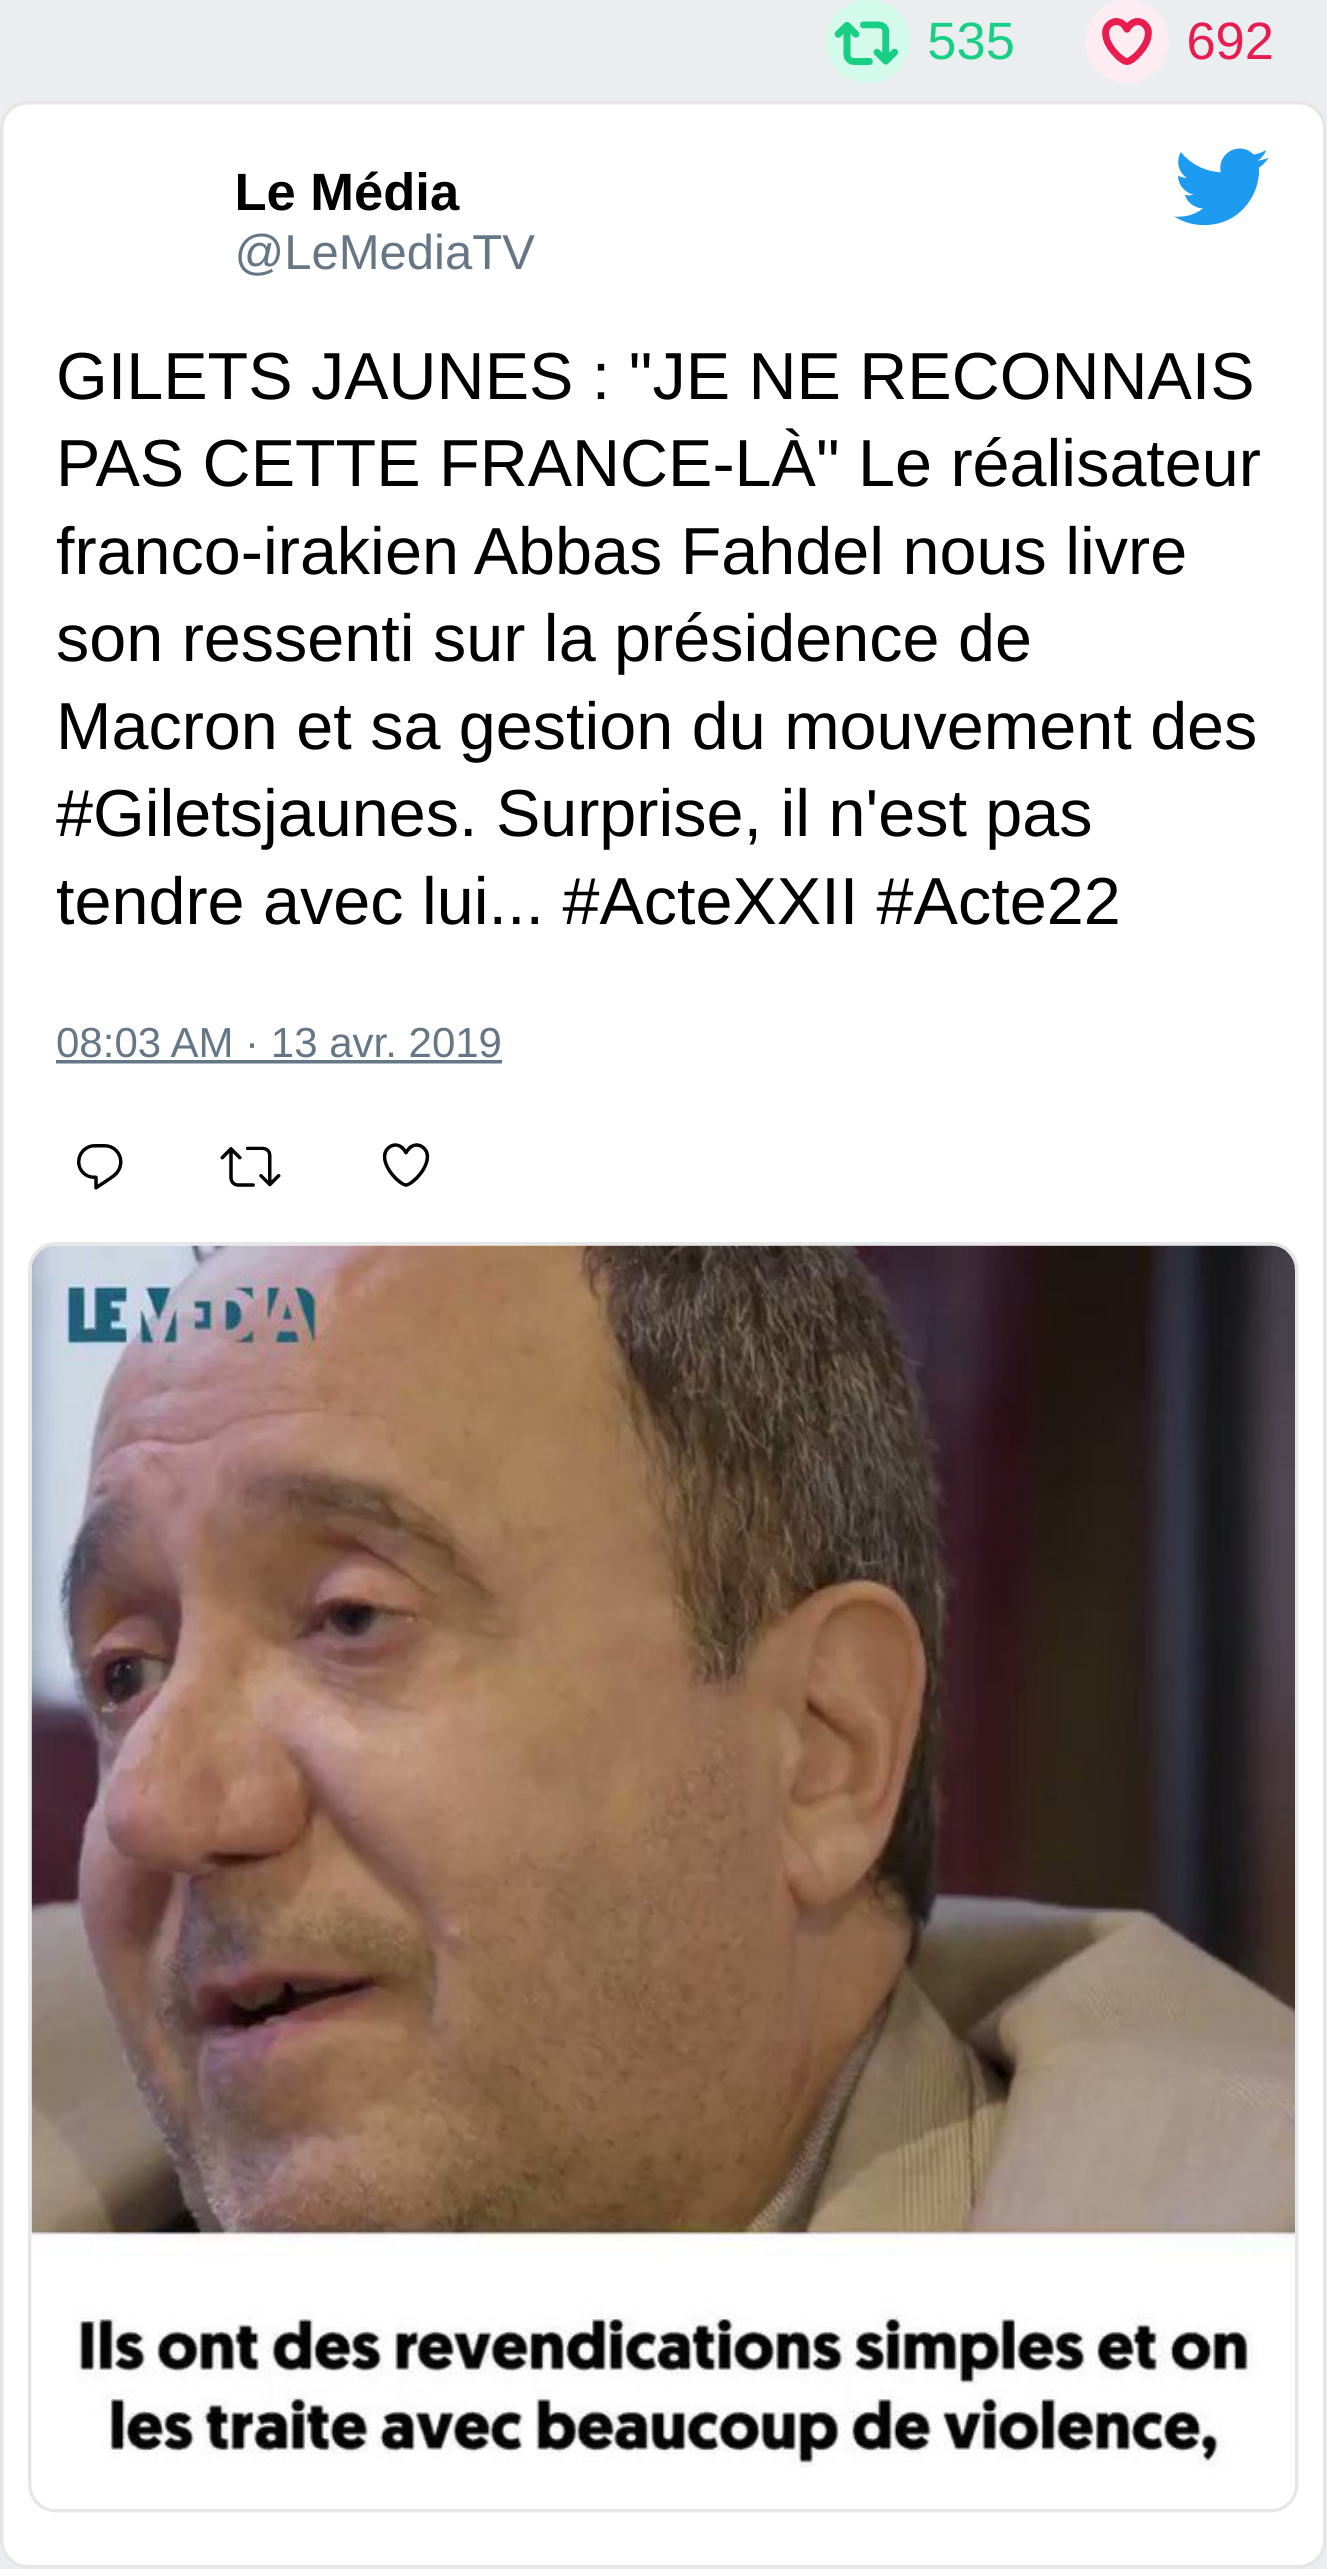 535 692
Le Média
@LeMediaTV
GILETS JAUNES : "JE NE RECONNAIS
PAS CETTE FRANCE-LÀ" Le réalisateur
franco-irakien Abbas Fahdel nous livre
son ressenti sur la présidence de
Macron et sa gestion du mouvement des
#Giletsjaunes. Surprise, il n'est pas
tendre avec lui... #ActeXXII #Acte22
08:03 AM · 13 avr. 2019
LE MEDIA
Ils ont des revendications simples et on
les traite avec beaucoup de violence,